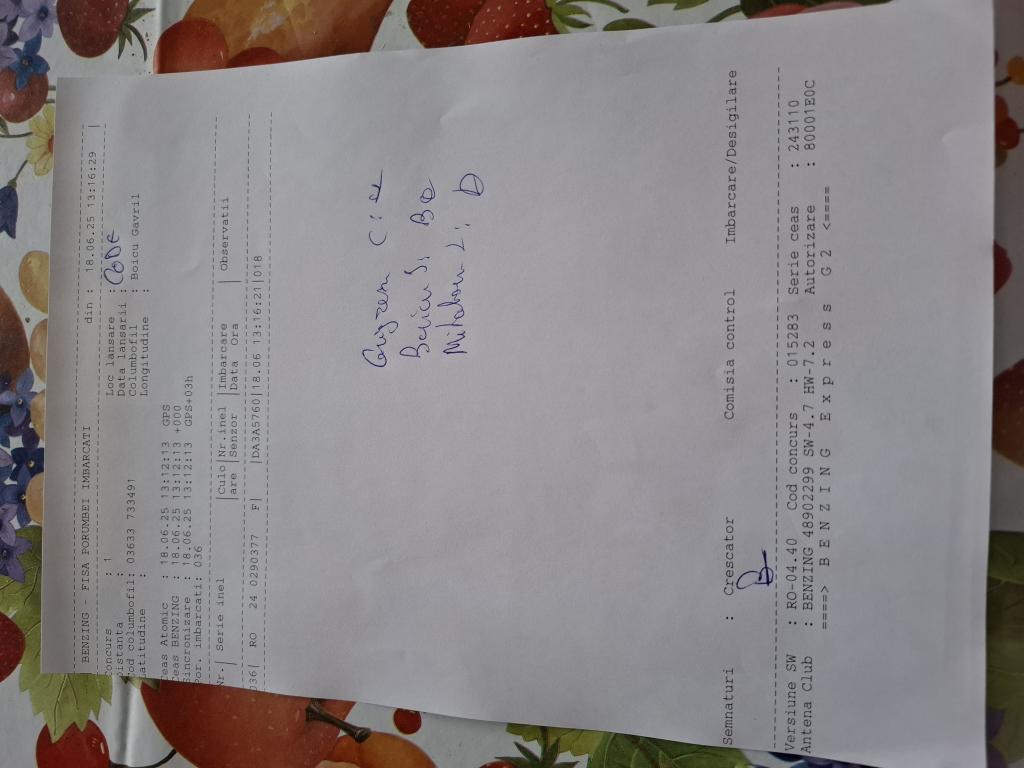 BENZING - FISA PORUMBEI IMBARCATI din : 18.06.25 13:16:29 |
Concurs : 1 Loc lansare : CODE
Distanta : Data lansarii :
Cod columbofil: 03633 733491 Columbofil : Boicu Gavril
Latitudine : Longitudine :
Ceas Atomic : 18.06.25 13:12:13 GPS
Ceas BENZING : 18.06.25 13:12:13 +000
Sincronizare : 18.06.25 13:12:13 GPS+03h
Por. imbarcati: 036
Nr| Serie inel |Culo|Nr.inel |Imbarcare | Observatii
|are |Senzor |Data Ora |
036| RO 24 0290377 F| |DA3A5760|18.06 13:16:21|018
Semnaturi : Crescator Comisia control Imbarcare/Desigilare
Versiune SW : RO-04.40 Cod concurs : 015283 Serie ceas : 243110
Antena Club : BENZING 48902299 SW-4.7 HW-7.2 Autorizare : 80001E0C
====> B E N Z I N G E x p r e s s G 2 <====